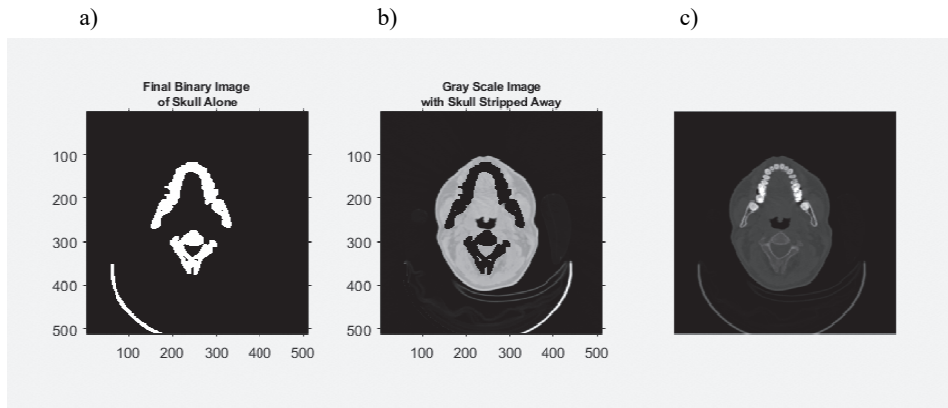 a)
b)
c)
Final Binary Image
of Skull Alone
100
200
300
400
500
100 200 300 400 500
Gray Scale Image
with Skull Stripped Away
100
200
300
400
500
100 200 300 400 500